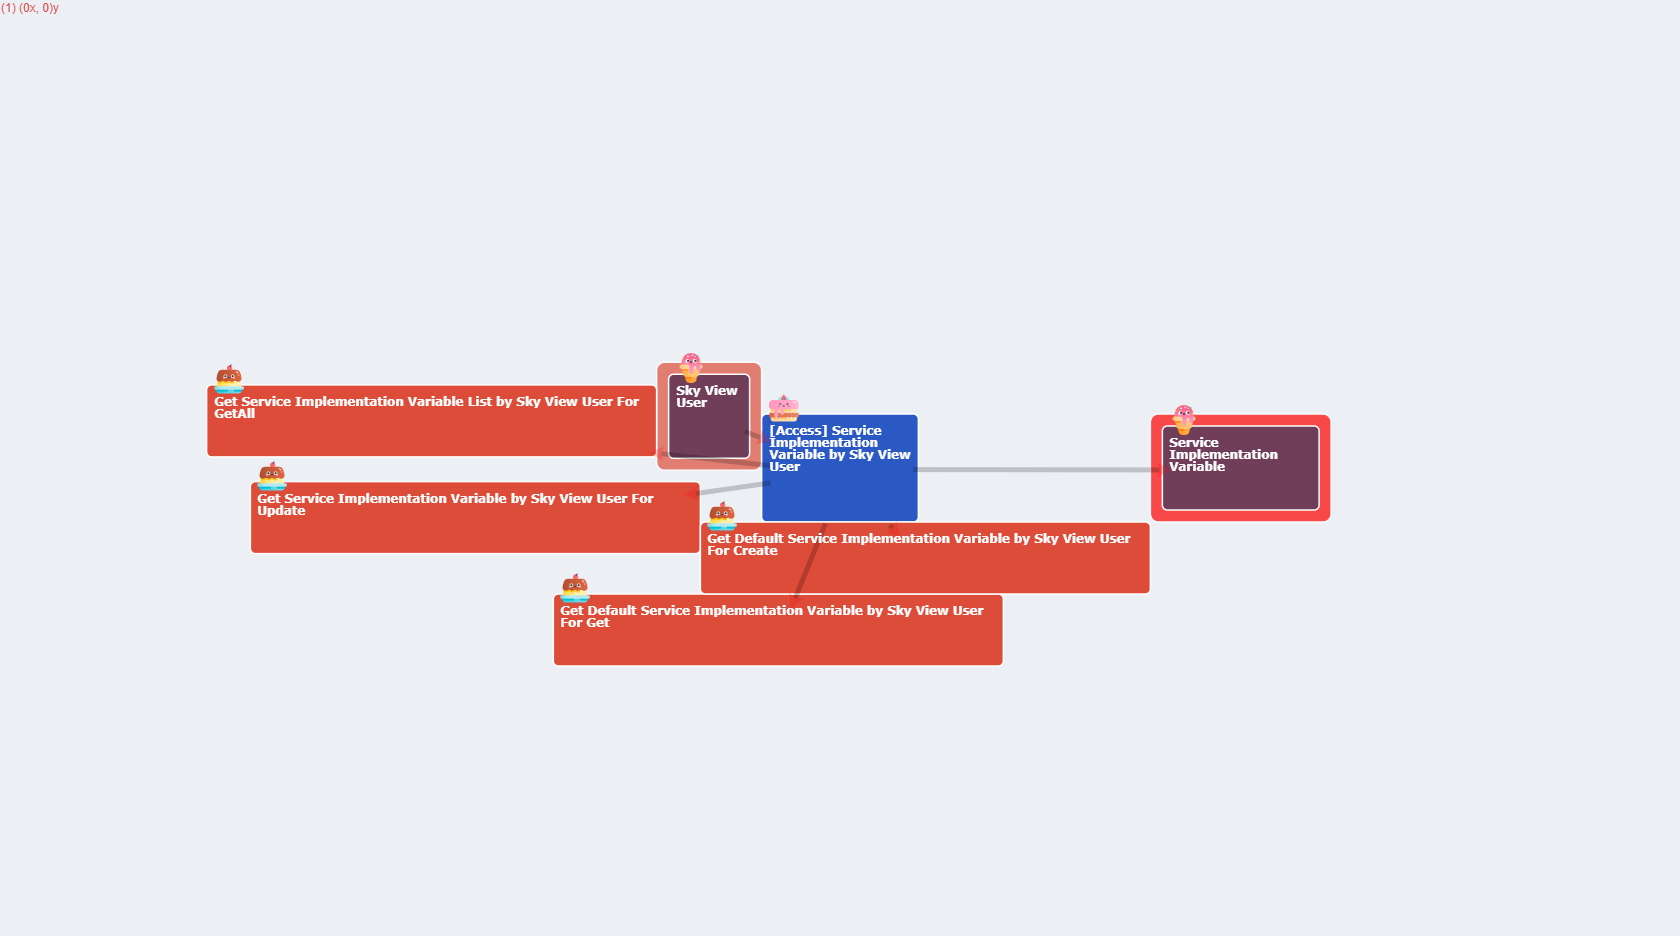 (1) (0x, 0)y
Sky View
User
Get Service Implementation Variable List by Sky View User For
GetAll
[Access] Service
Implementation
Variable by Sky View
User
Service
Implementation
Variable
Get Service Implementation Variable by Sky View User For
Update
Get Default Service Implementation Variable by Sky View User
For Create
Get Default Service Implementation Variable by Sky View User
For Get